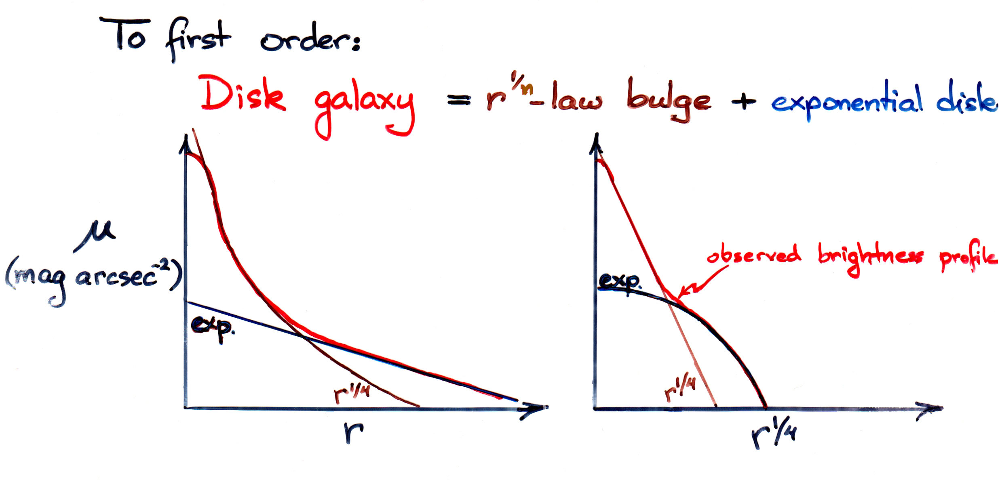 To first order:
Disk galaxy = r^1/n-law bulge + exponential disk
μ
(mag arcsec^-2)
exp.
r^1/4
r
observed brightness profile
exp.
r^1/4
r^1/4